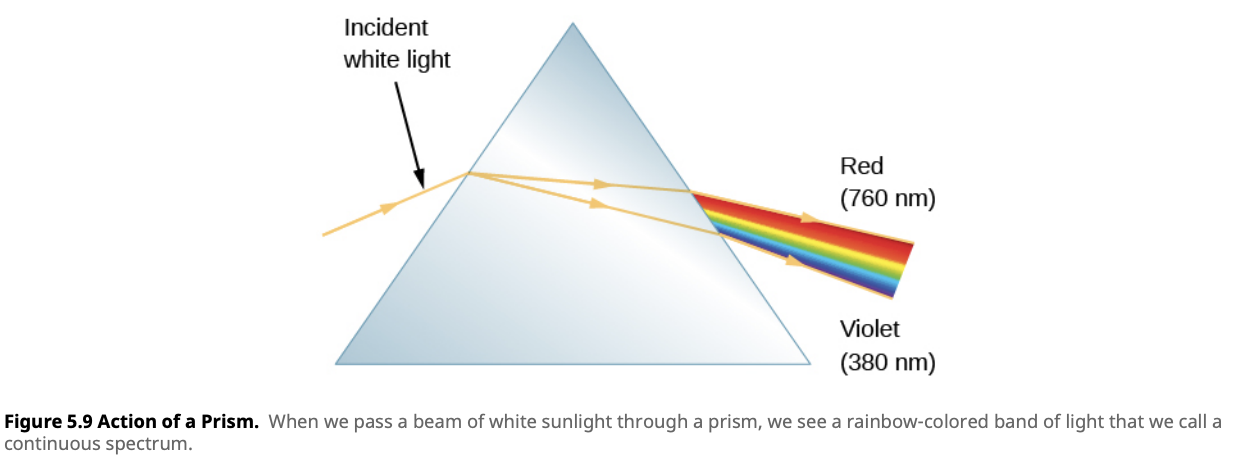 Incident
white light
Red
(760 nm)
Violet
(380 nm)
Figure 5.9 Action of a Prism. When we pass a beam of white sunlight through a prism, we see a rainbow-colored band of light that we call a
continuous spectrum.